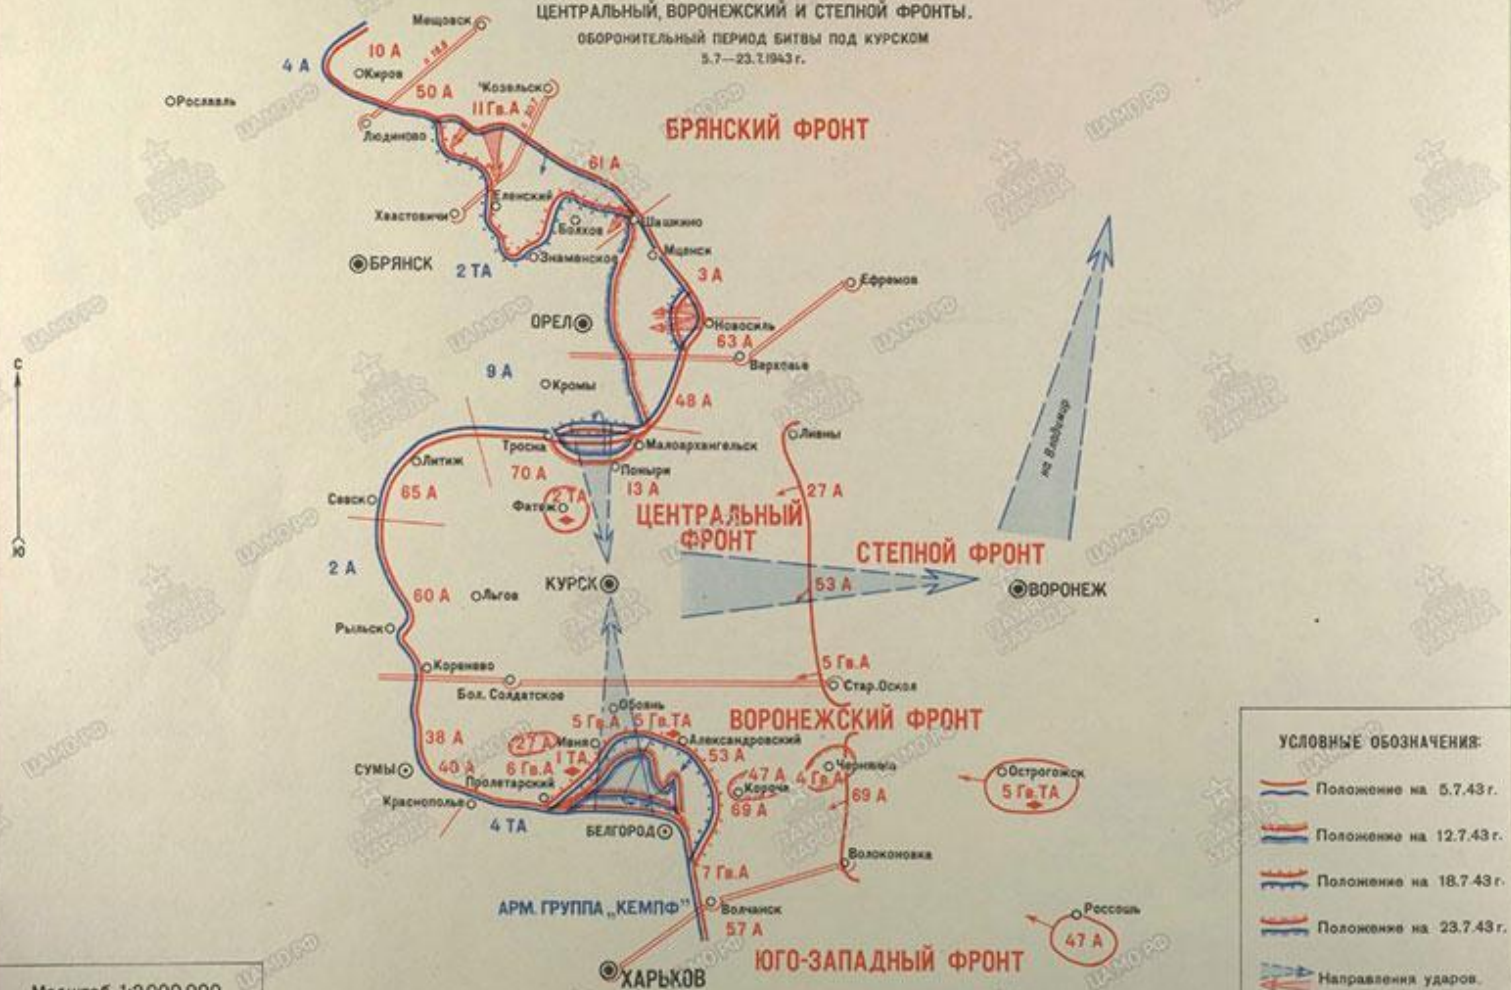 ЦЕНТРАЛЬНЫЙ, ВОРОНЕЖСКИЙ И СТЕПНОЙ ФРОНТЫ.
ОБОРОНИТЕЛЬНЫЙ ПЕРИОД БИТВЫ ПОД КУРСКОМ
5.7—23.7.1943 г.
Мещовск
10 А
4 А
Киров
50 А
Козельск
11 Гв.А
Рославль
Людиново
БРЯНСКИЙ ФРОНТ
61 А
Еленский
Хвастовичи
Болхов
Шашкино
Мценск
БРЯНСК
2 ТА
Знаменское
3 А
Ефремов
ОРЕЛ
Новосиль
63 А
Верховье
9 А
Кромы
48 А
на Владимир
Тросна
Малоархангельск
Ливны
Литиж
70 А
Поныри
65 А
13 А
27 А
Севск
Фатеж
2 ТА
ЦЕНТРАЛЬНЫЙ
ФРОНТ
СТЕПНОЙ ФРОНТ
2 А
КУРСК
53 А
ВОРОНЕЖ
60 А
Льгов
Рыльск
Коренево
5 Гв.А
Бол. Солдатское
Стар.Оскол
Обоянь
5 Гв.А
5 Гв.ТА
ВОРОНЕЖСКИЙ ФРОНТ
38 А
27 А
Ивня
Александровский
1 ТА
53 А
СУМЫ
40 А
6 Гв.А
47 А
4 Гв.А
Чернянка
Острогожск
5 Гв.ТА
Пролетарский
Короча
69 А
69 А
Краснополье
4 ТА
БЕЛГОРОД
Волоконовка
7 Гв.А
АРМ. ГРУППА „КЕМПФ"
Волчанск
57 А
Россошь
47 А
ХАРЬКОВ
ЮГО-ЗАПАДНЫЙ ФРОНТ
С
Ю
УСЛОВНЫЕ ОБОЗНАЧЕНИЯ:
Положение на 5.7.43 г.
Положение на 12.7.43 г.
Положение на 18.7.43 г.
Положение на 23.7.43 г.
Направления ударов.
ЦАМО.РФ
ПАМЯТЬ НАРОДА